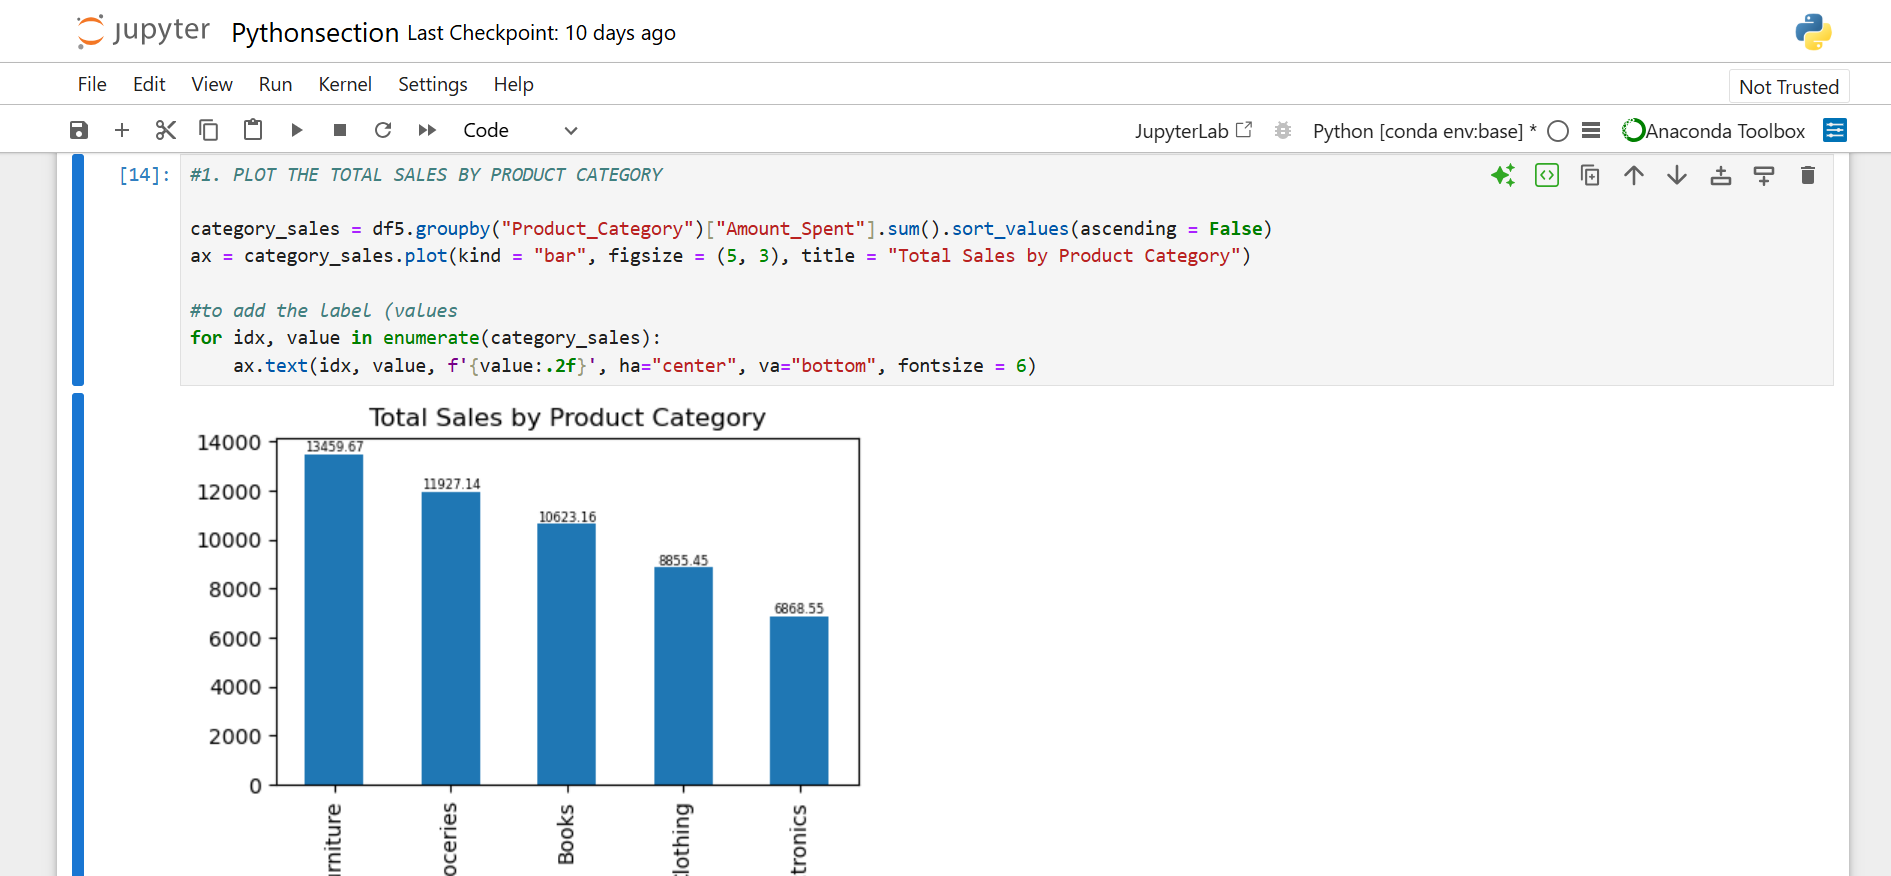 jupyter Pythonsection Last Checkpoint: 10 days ago
File Edit View Run Kernel Settings Help
Not Trusted
Code
JupyterLab
Python [conda env:base] *
Anaconda Toolbox
[14]: #1. PLOT THE TOTAL SALES BY PRODUCT CATEGORY
category_sales = df5.groupby("Product_Category")["Amount_Spent"].sum().sort_values(ascending = False)
ax = category_sales.plot(kind = "bar", figsize = (5, 3), title = "Total Sales by Product Category")
#to add the label (values
for idx, value in enumerate(category_sales):
    ax.text(idx, value, f'{value:.2f}', ha="center", va="bottom", fontsize = 6)
Total Sales by Product Category
14000
12000
10000
8000
6000
4000
2000
0
13459.67
11927.14
10623.16
8855.45
6868.55
urniture
oceries
Books
lothing
tronics